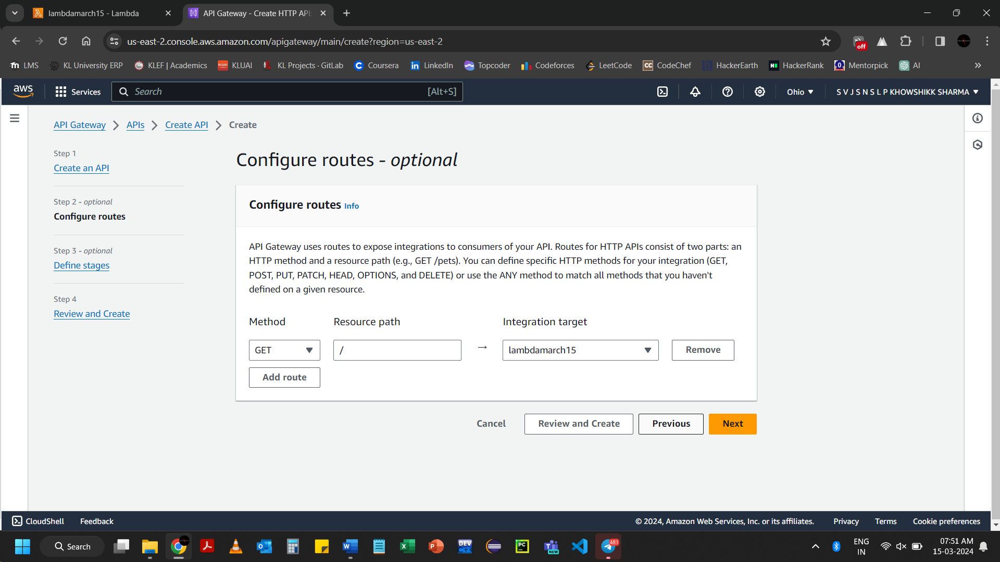 lambdamarch15 - Lambda
API Gateway - Create HTTP API
us-east-2.console.aws.amazon.com/apigateway/main/create?region=us-east-2
off
LMS
KL University ERP
KLEF | Academics
KLUAI
KL Projects · GitLab
Coursera
LinkedIn
Topcoder
Codeforces
LeetCode
CodeChef
HackerEarth
HackerRank
Mentorpick
AI
aws
Services
Search
[Alt+S]
Ohio
S V J S N S L P KHOWSHIKK SHARMA
API Gateway
APIs
Create API
Create
Step 1
Create an API
Step 2 - optional
Configure routes
Step 3 - optional
Define stages
Step 4
Review and Create
Configure routes - optional
Configure routes Info
API Gateway uses routes to expose integrations to consumers of your API. Routes for HTTP APIs consist of two parts: an
HTTP method and a resource path (e.g., GET /pets). You can define specific HTTP methods for your integration (GET,
POST, PUT, PATCH, HEAD, OPTIONS, and DELETE) or use the ANY method to match all methods that you haven't
defined on a given resource.
Method
Resource path
Integration target
GET
/
→
lambdamarch15
Remove
Add route
Cancel
Review and Create
Previous
Next
CloudShell
Feedback
© 2024, Amazon Web Services, Inc. or its affiliates.
Privacy
Terms
Cookie preferences
Search
DEV
PC
NEW
481
ENG
IN
07:51 AM
15-03-2024